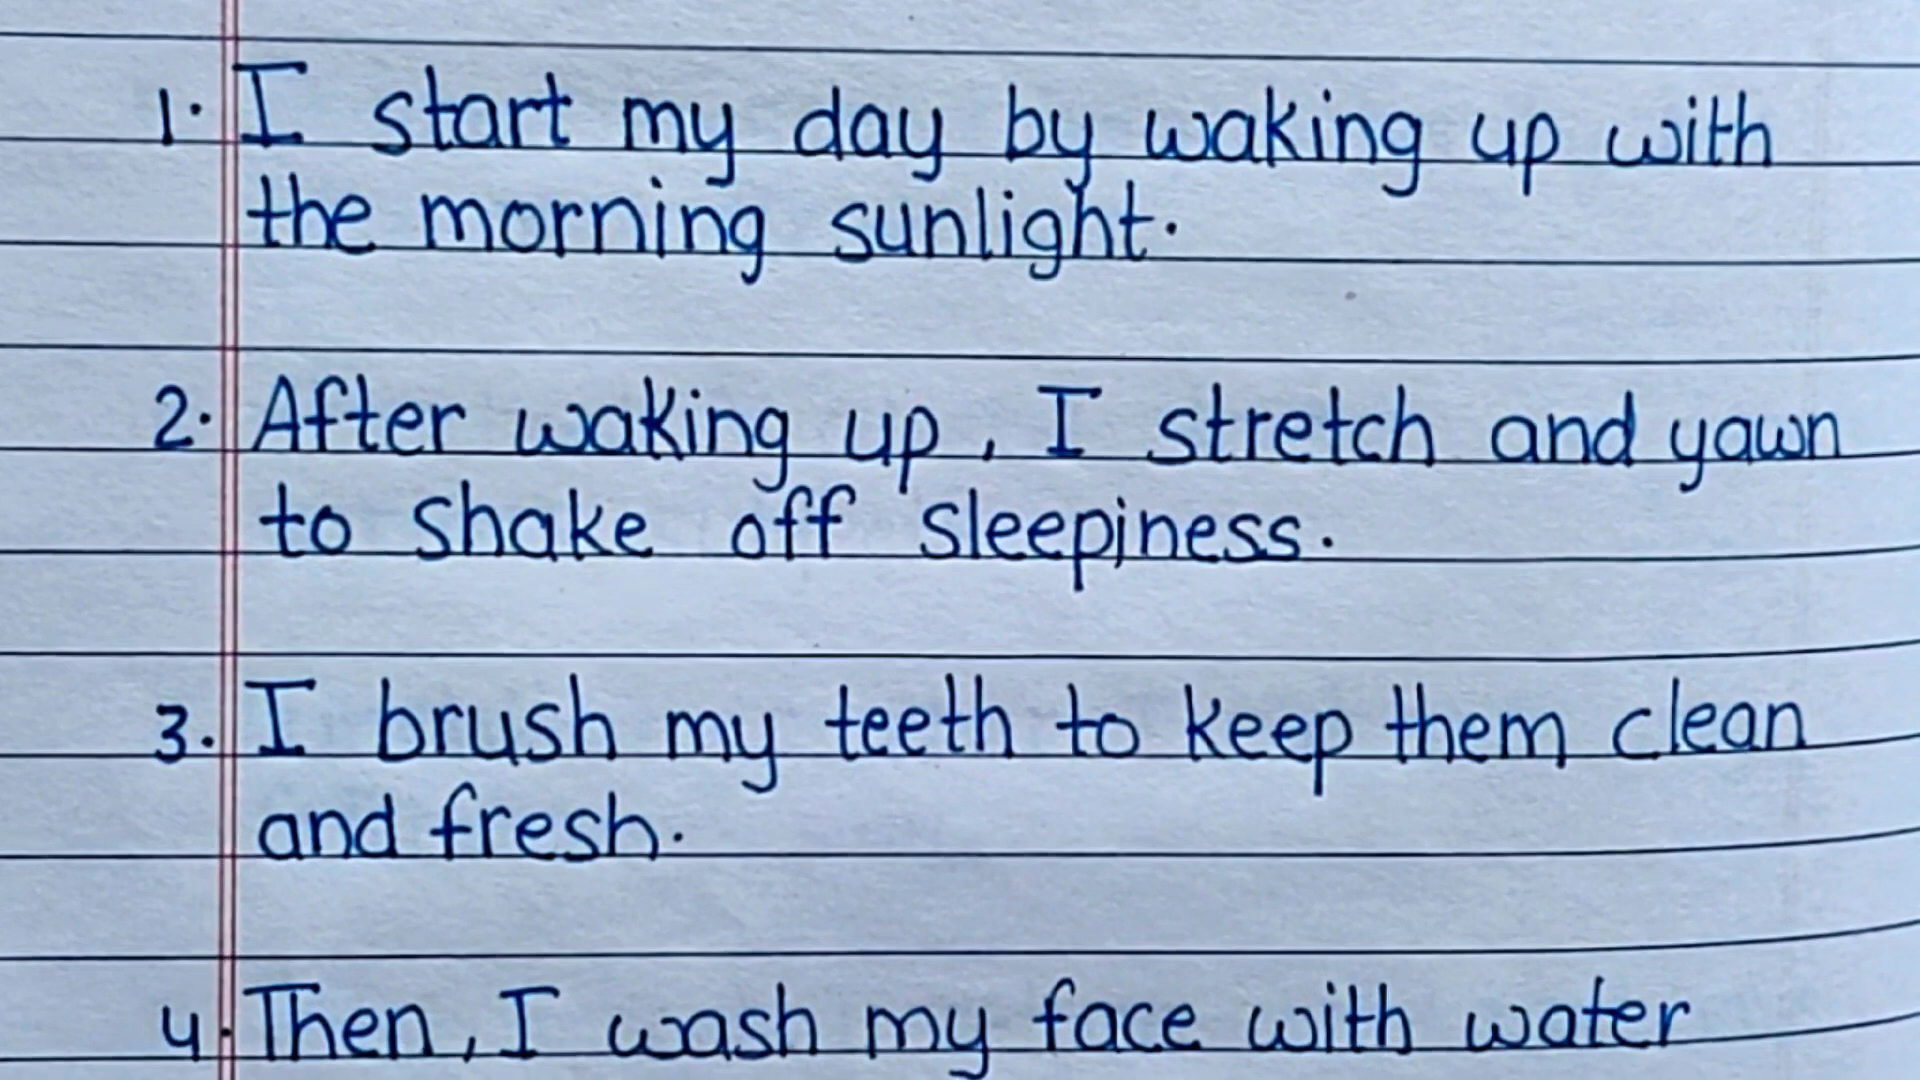 1. I start my day by waking up with
the morning sunlight.
2. After waking up, I stretch and yawn
to shake off sleepiness.
3. I brush my teeth to keep them clean
and fresh.
4. Then, I wash my face with water